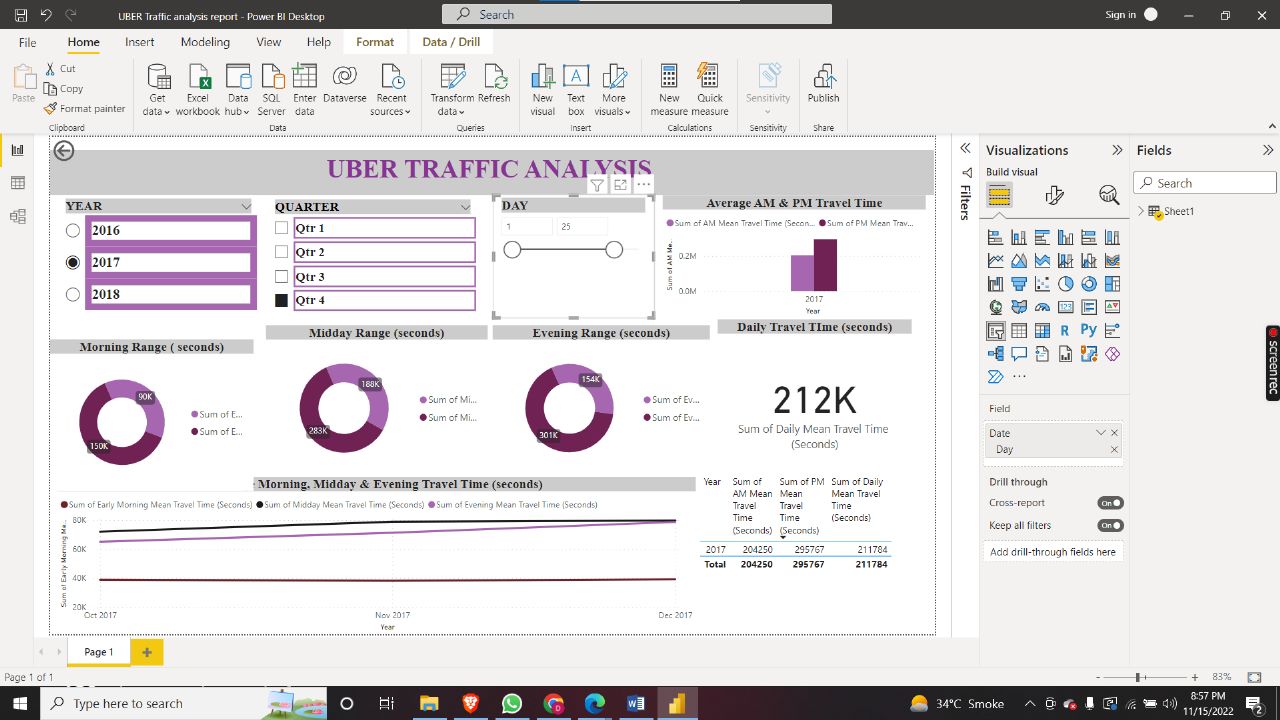 UBER Traffic analysis report - Power BI Desktop
Search
Sign in
File Home Insert Modeling View Help Format Data / Drill
Paste
Cut
Copy
Format painter
Clipboard
Get data
Excel workbook
Data hub
SQL Server
Enter data
Dataverse
Recent sources
Data
Transform data
Refresh
Queries
New visual
Text box
More visuals
Insert
New measure
Quick measure
Calculations
Sensitivity
Sensitivity
Publish
Share
UBER TRAFFIC ANALYSIS
YEAR
2016
2017
2018
QUARTER
Qtr 1
Qtr 2
Qtr 3
Qtr 4
DAY
1 25
Average AM & PM Travel Time
Sum of AM Mean Travel Time (Secon... Sum of PM Mean Trav...
Sum of AM Me...
0.2M
0.0M
2017
Year
Morning Range ( seconds)
90K
150K
Sum of E...
Sum of E...
Midday Range (seconds)
188K
283K
Sum of Mi...
Sum of Mi...
Evening Range (seconds)
154K
301K
Sum of Ev...
Sum of Ev...
Daily Travel TIme (seconds)
212K
Sum of Daily Mean Travel Time
(Seconds)
Morning, Midday & Evening Travel Time (seconds)
Sum of Early Morning Mean Travel Time (Seconds) Sum of Midday Mean Travel Time (Seconds) Sum of Evening Mean Travel Time (Seconds)
Sum of Early Morning Me...
80K
60K
40K
20K
Oct 2017 Nov 2017 Dec 2017
Year
Year Sum of AM Mean Travel Time (Seconds) Sum of PM Mean Travel Time (Seconds) Sum of Daily Mean Travel Time (Seconds)
2017 204250 295767 211784
Total 204250 295767 211784
Filters
Visualizations
Build visual
Field
Date
Day
Drill through
Cross-report On
Keep all filters On
Add drill-through fields here
Fields
Search
Sheet1
screenrec
Page 1
Page 1 of 1
83%
Type here to search
34°C Smoke
8:57 PM
11/15/2022
2